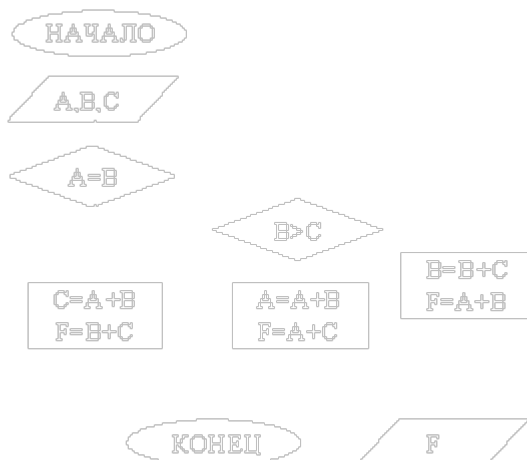 НАЧАЛО
A,B,C
A=B
B>C
B=B+C
F=A+B
C=A+B
F=B+C
A=A+B
F=A+C
КОНЕЦ
F